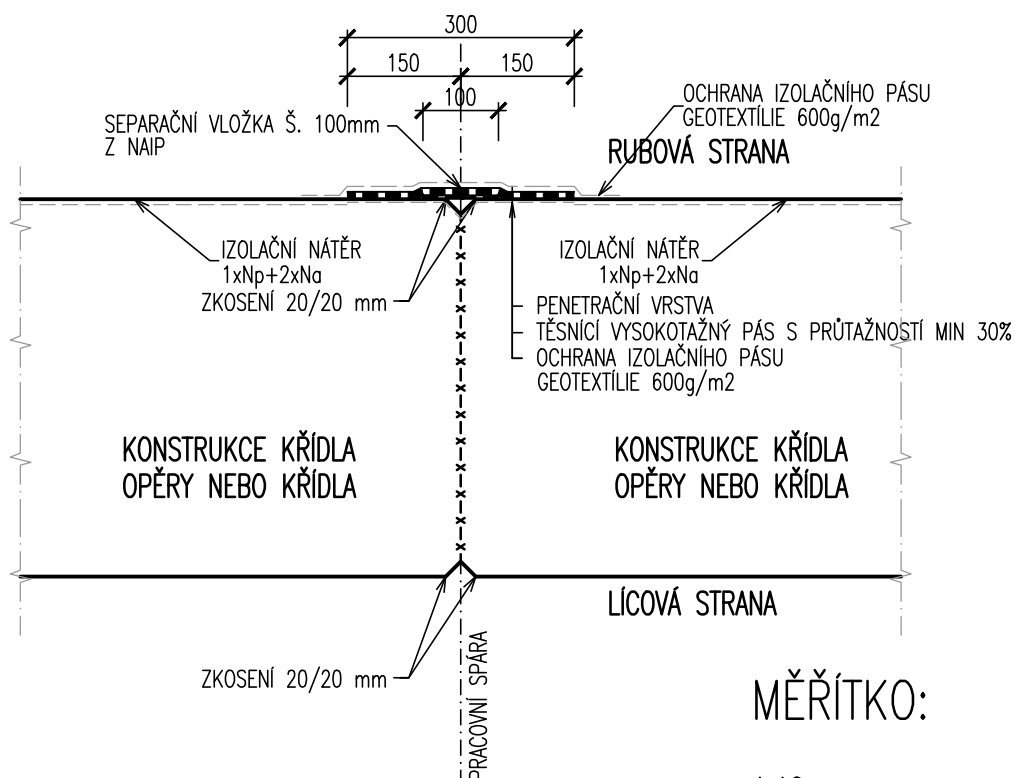 300
150
150
100
OCHRANA IZOLAČNÍHO PÁSU
GEOTEXTÍLIE 600g/m2
SEPARAČNÍ VLOŽKA Š. 100mm
Z NAIP
RUBOVÁ STRANA
IZOLAČNÍ NÁTĚR
1xNp+2xNa
ZKOSENÍ 20/20 mm
IZOLAČNÍ NÁTĚR
1xNp+2xNa
PENETRAČNÍ VRSTVA
TĚSNÍCÍ VYSOKOTAŽNÝ PÁS S PRŮTAŽNOSTÍ MIN 30%
OCHRANA IZOLAČNÍHO PÁSU
GEOTEXTÍLIE 600g/m2
KONSTRUKCE KŘÍDLA
OPĚRY NEBO KŘÍDLA
KONSTRUKCE KŘÍDLA
OPĚRY NEBO KŘÍDLA
LÍCOVÁ STRANA
ZKOSENÍ 20/20 mm
PRACOVNÍ SPÁRA
MĚŘÍTKO: